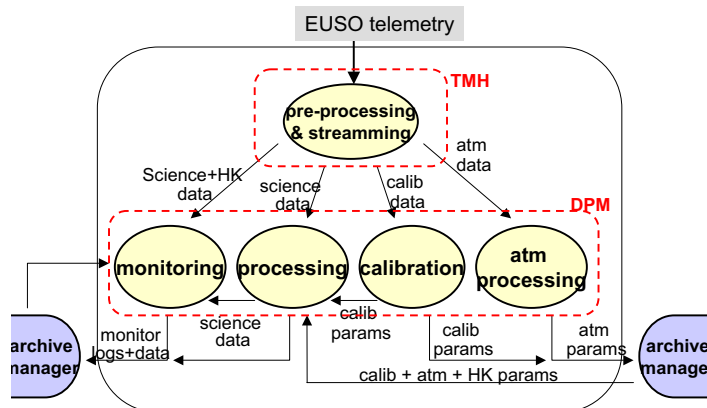 EUSO telemetry
TMH
pre-processing
& streamming
atm
data
Science+HK
data
science
data
calib
data
DPM
monitoring
processing
calibration
atm
processing
monitor
logs+data
science
data
calib
params
calib
params
atm
params
archive
manager
archive
manager
calib + atm + HK params